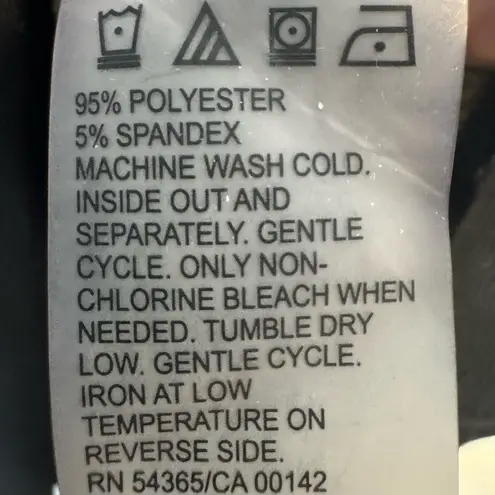 95% POLYESTER
5% SPANDEX
MACHINE WASH COLD.
INSIDE OUT AND
SEPARATELY. GENTLE
CYCLE. ONLY NON-
CHLORINE BLEACH WHEN
NEEDED. TUMBLE DRY
LOW. GENTLE CYCLE.
IRON AT LOW
TEMPERATURE ON
REVERSE SIDE.
RN 54365/CA 00142